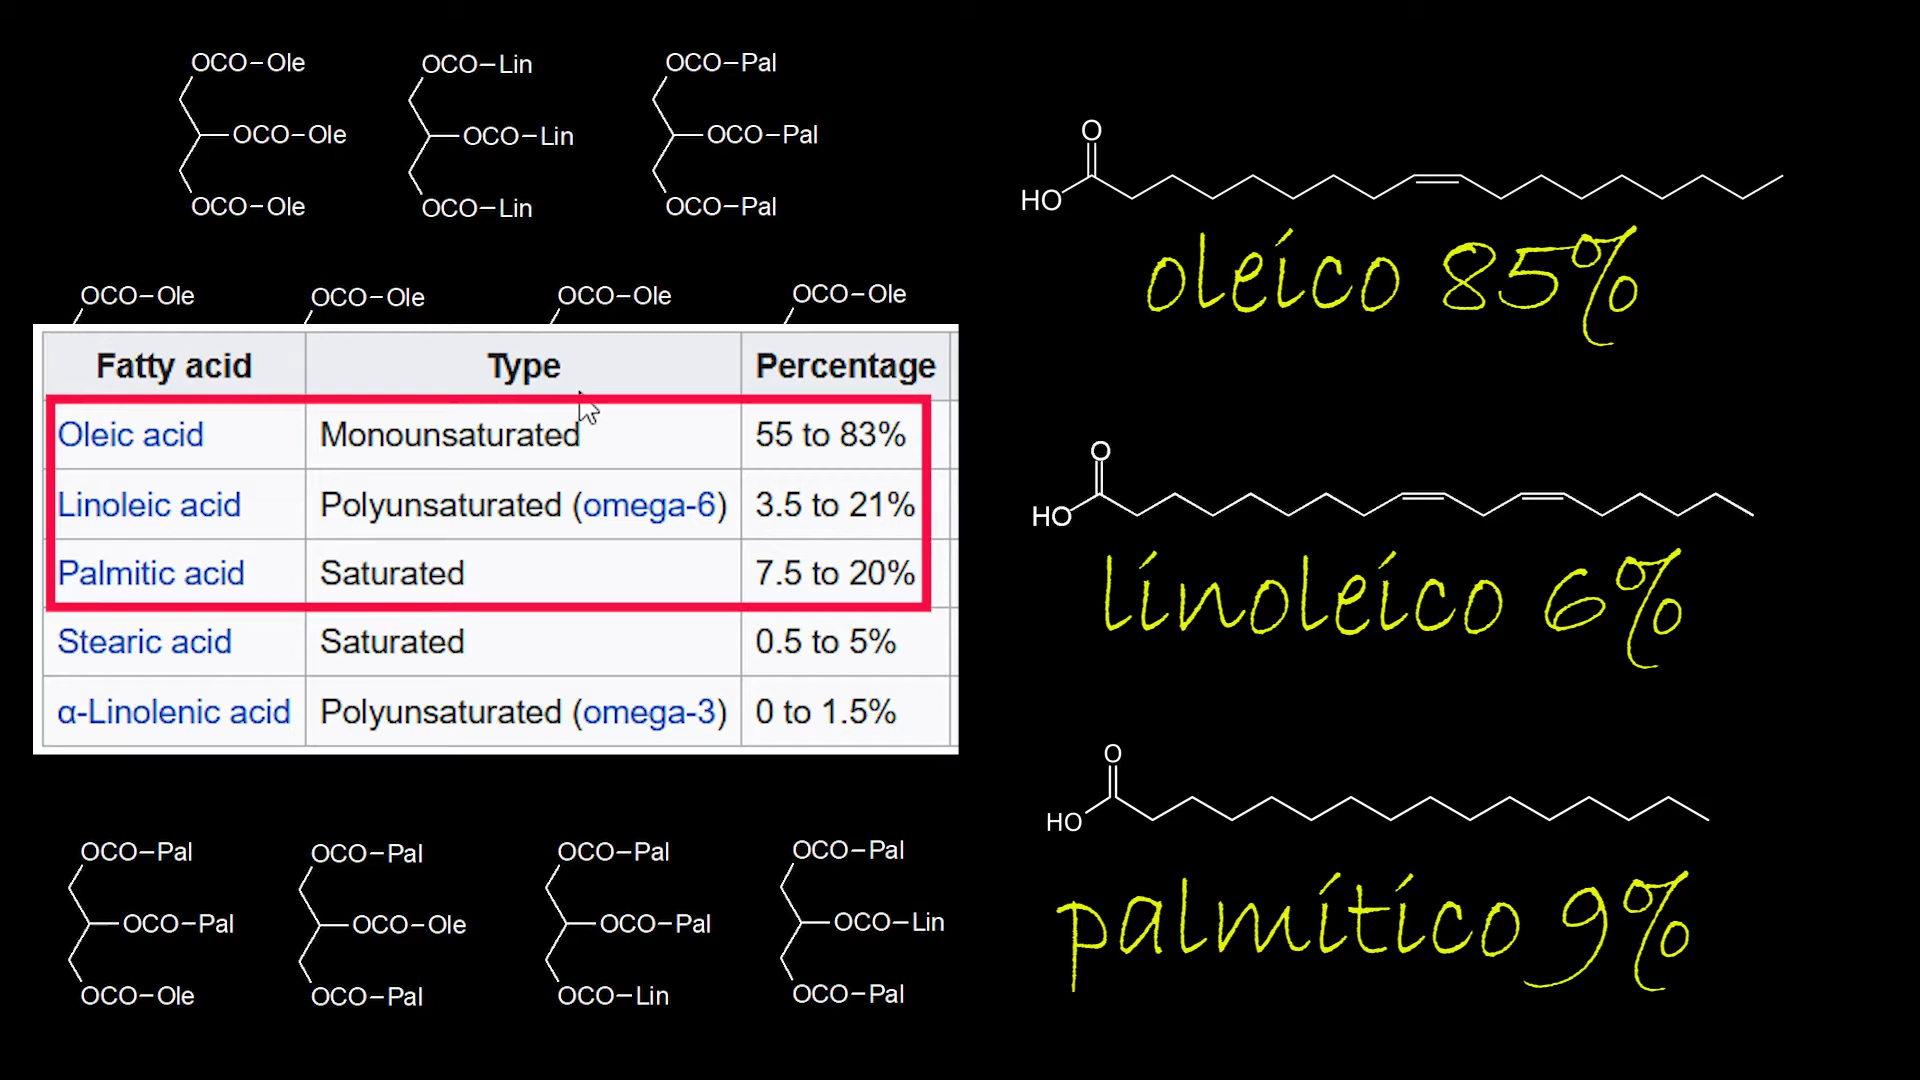 OCO–Ole
OCO–Ole
OCO–Ole
OCO–Lin
OCO–Lin
OCO–Lin
OCO–Pal
OCO–Pal
OCO–Pal
OCO–Ole
OCO–Ole
OCO–Ole
OCO–Ole
Fatty acid Type Percentage
Oleic acid Monounsaturated 55 to 83%
Linoleic acid Polyunsaturated (omega-6) 3.5 to 21%
Palmitic acid Saturated 7.5 to 20%
Stearic acid Saturated 0.5 to 5%
α-Linolenic acid Polyunsaturated (omega-3) 0 to 1.5%
OCO–Pal
OCO–Pal
OCO–Ole
OCO–Pal
OCO–Ole
OCO–Pal
OCO–Pal
OCO–Pal
OCO–Lin
OCO–Pal
OCO–Lin
OCO–Pal
O
HO
oleíco 85%
O
HO
línoleíco 6%
O
HO
palmítíco 9%